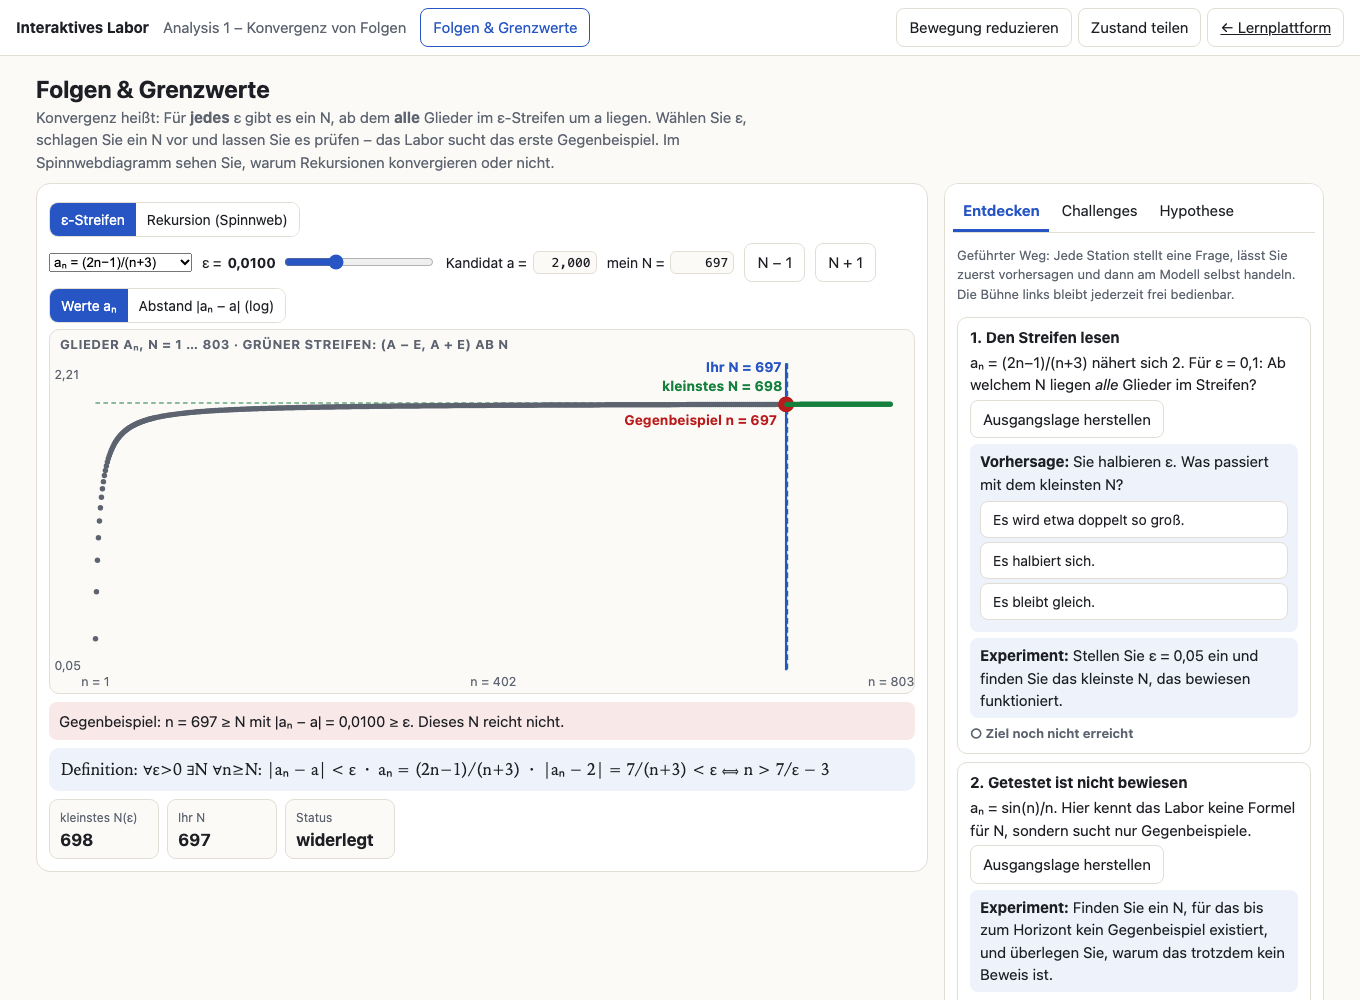 Interaktives Labor
Analysis 1 – Konvergenz von Folgen
Folgen & Grenzwerte
Bewegung reduzieren
Zustand teilen
← Lernplattform
Folgen & Grenzwerte
Konvergenz heißt: Für jedes ε gibt es ein N, ab dem alle Glieder im ε-Streifen um a liegen. Wählen Sie ε,
schlagen Sie ein N vor und lassen Sie es prüfen – das Labor sucht das erste Gegenbeispiel. Im
Spinnwebdiagramm sehen Sie, warum Rekursionen konvergieren oder nicht.
ε-Streifen
Rekursion (Spinnweb)
aₙ = (2n−1)/(n+3)
ε = 0,0100
Kandidat a = 2,000
mein N = 697
N − 1
N + 1
Werte aₙ
Abstand |aₙ − a| (log)
GLIEDER Aₙ, N = 1 … 803 · GRÜNER STREIFEN: (A − Ε, A + Ε) AB N
2,21
Ihr N = 697
kleinstes N = 698
Gegenbeispiel n = 697
0,05
n = 1
n = 402
n = 803
Gegenbeispiel: n = 697 ≥ N mit |aₙ − a| = 0,0100 ≥ ε. Dieses N reicht nicht.
Definition: ∀ε>0 ∃N ∀n≥N: |aₙ − a| < ε · aₙ = (2n−1)/(n+3) · |aₙ − 2| = 7/(n+3) < ε ⟺ n > 7/ε − 3
kleinstes N(ε)
698
Ihr N
697
Status
widerlegt
Entdecken
Challenges
Hypothese
Geführter Weg: Jede Station stellt eine Frage, lässt Sie
zuerst vorhersagen und dann am Modell selbst handeln.
Die Bühne links bleibt jederzeit frei bedienbar.
1. Den Streifen lesen
aₙ = (2n−1)/(n+3) nähert sich 2. Für ε = 0,1: Ab
welchem N liegen alle Glieder im Streifen?
Ausgangslage herstellen
Vorhersage: Sie halbieren ε. Was passiert
mit dem kleinsten N?
Es wird etwa doppelt so groß.
Es halbiert sich.
Es bleibt gleich.
Experiment: Stellen Sie ε = 0,05 ein und
finden Sie das kleinste N, das bewiesen
funktioniert.
○ Ziel noch nicht erreicht
2. Getestet ist nicht bewiesen
aₙ = sin(n)/n. Hier kennt das Labor keine Formel
für N, sondern sucht nur Gegenbeispiele.
Ausgangslage herstellen
Experiment: Finden Sie ein N, für das bis
zum Horizont kein Gegenbeispiel existiert,
und überlegen Sie, warum das trotzdem kein
Beweis ist.